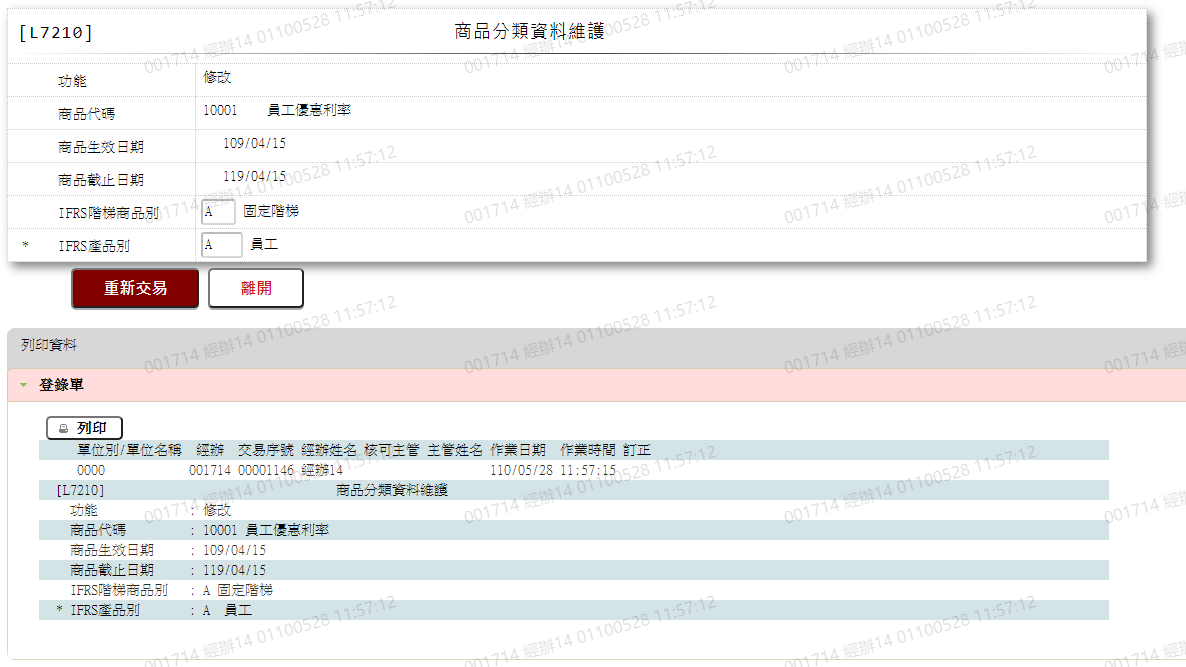 [L7210] 商品分類資料維護
功能 修改
商品代碼 10001 員工優惠利率
商品生效日期 109/04/15
商品截止日期 119/04/15
IFRS階梯商品別 A 固定階梯
* IFRS產品別 A 員工
重新交易 離開
列印資料
登錄單
列印
單位別/單位名稱 經辦 交易序號 經辦姓名 核可主管 主管姓名 作業日期 作業時間 訂正
0000 001714 00001146 經辦14 110/05/28 11:57:15
[L7210] 商品分類資料維護
功能 : 修改
商品代碼 : 10001 員工優惠利率
商品生效日期 : 109/04/15
商品截止日期 : 119/04/15
IFRS階梯商品別 : A 固定階梯
* IFRS產品別 : A 員工
001714 經辦14 01100528 11:57:12